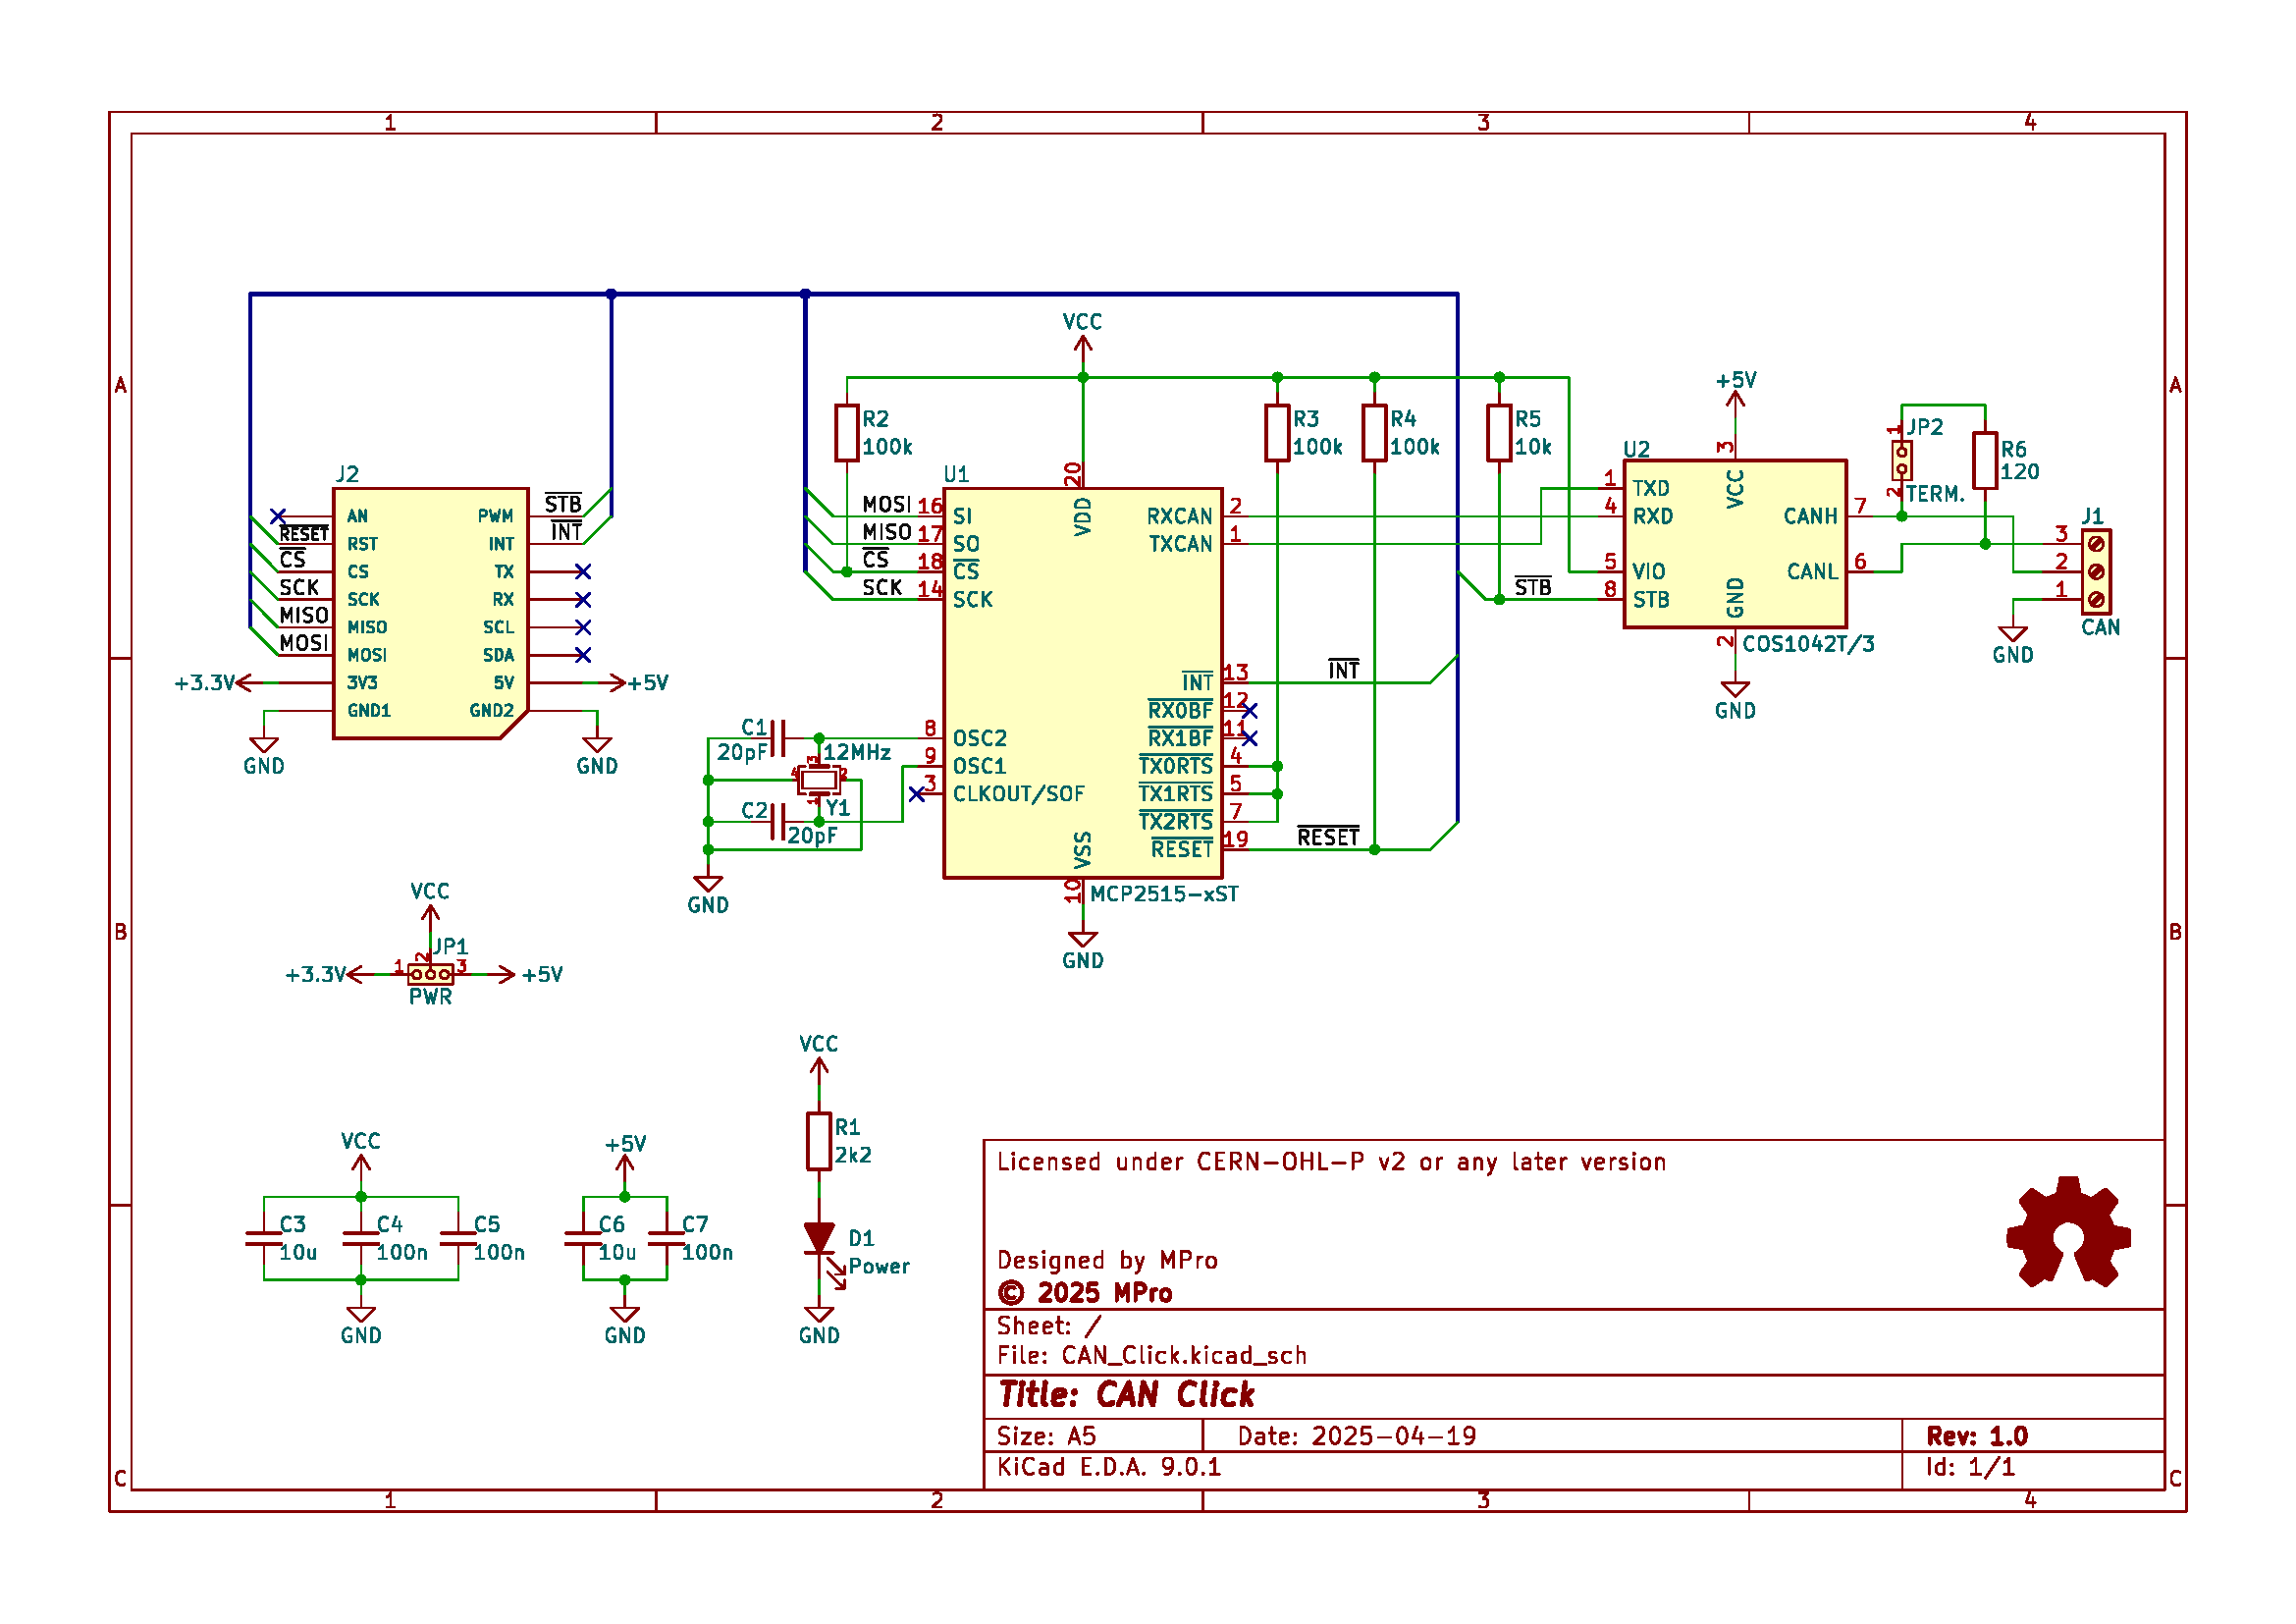 1 2 3 4
A A
B B
C C
1 2 3 4
J2
AN
RST
CS
SCK
MISO
MOSI
3V3
GND1
PWM
INT
TX
RX
SCL
SDA
5V
GND2
RESET
CS
SCK
MISO
MOSI
STB
INT
+3.3V
+5V
GND
GND
VCC
R2
100k
R3
100k
R4
100k
R5
10k
U1
MOSI 16 SI
MISO 17 SO
CS 18 CS
SCK 14 SCK
20
VDD
RXCAN 2
TXCAN 1
INT 13
INT
RX0BF 12
RX1BF 11
TX0RTS 4
TX1RTS 5
TX2RTS 7
RESET 19
RESET
8 OSC2
9 OSC1
3 CLKOUT/SOF
VSS
10
MCP2515-xST
GND
C1
20pF
12MHz
3
4 2
1
Y1
C2
20pF
GND
+5V
U2
3
VCC
1 TXD
4 RXD
5 VIO
8 STB
STB
CANH 7
CANL 6
GND
2
COS1042T/3
GND
1
JP2
2
TERM.
R6
120
J1
3
2
1
CAN
GND
VCC
JP1
+3.3V 1 2 3 +5V
PWR
VCC
C3
10u
C4
100n
C5
100n
GND
+5V
C6
10u
C7
100n
GND
VCC
R1
2k2
D1
Power
GND
Licensed under CERN-OHL-P v2 or any later version
Designed by MPro
© 2025 MPro
Sheet: /
File: CAN_Click.kicad_sch
Title: CAN Click
Size: A5 Date: 2025-04-19 Rev: 1.0
KiCad E.D.A. 9.0.1 Id: 1/1